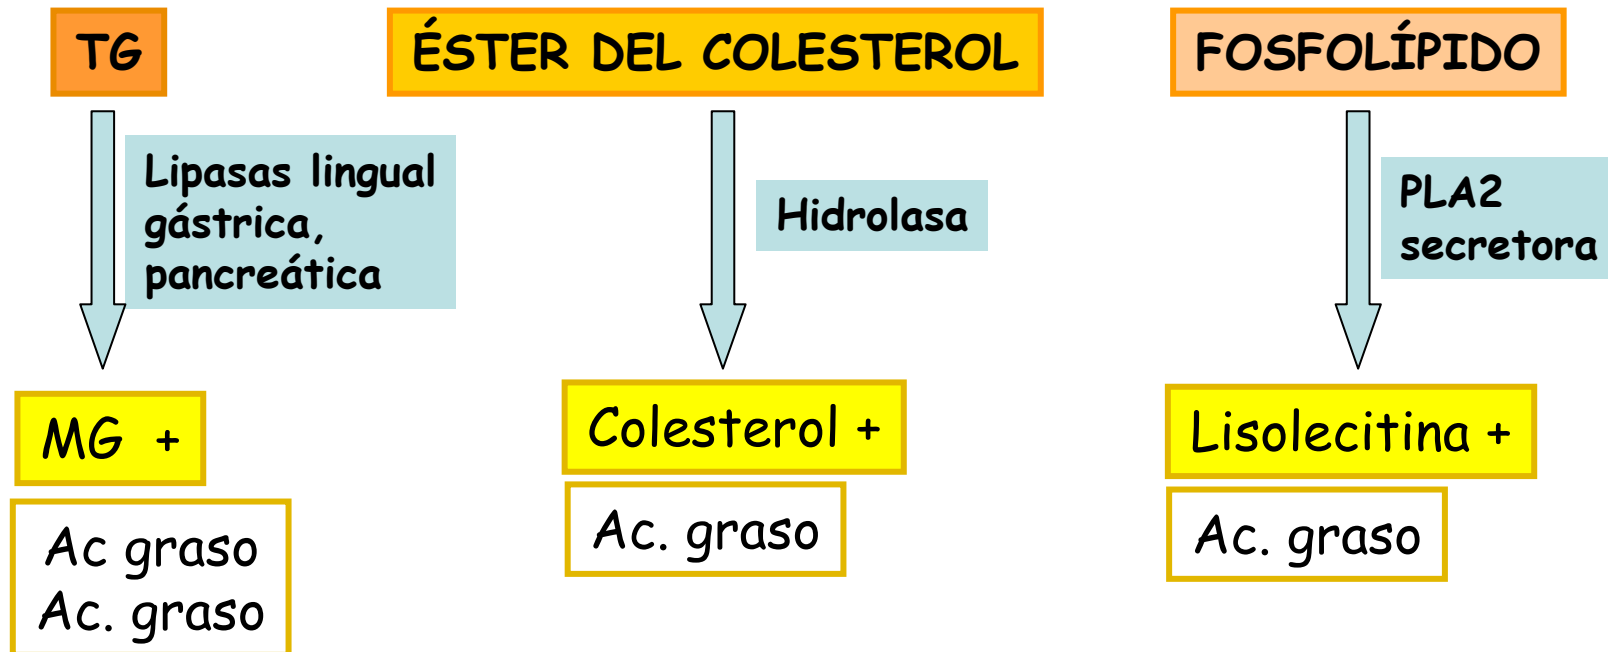 TG
Lipasas lingual
gástrica,
pancreática
MG +
Ac graso
Ac. graso
ÉSTER DEL COLESTEROL
Hidrolasa
Colesterol +
Ac. graso
FOSFOLÍPIDO
PLA2
secretora
Lisolecitina +
Ac. graso